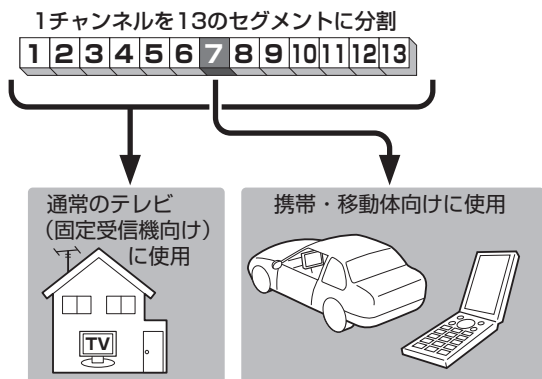 1チャンネルを13のセグメントに分割
1 2 3 4 5 6 7 8 9 10 11 12 13
通常のテレビ
(固定受信機向け)
に使用
TV
携帯・移動体向けに使用